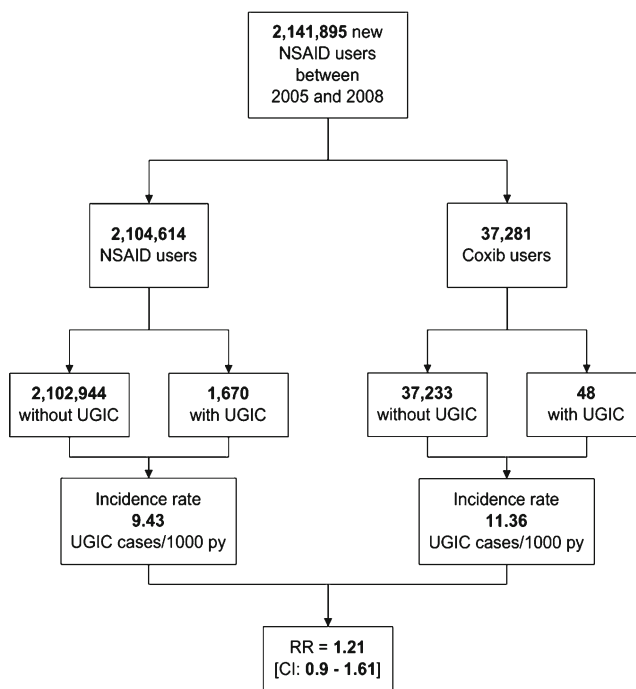 2,141,895 new
NSAID users
between
2005 and 2008
2,104,614
NSAID users
37,281
Coxib users
2,102,944
without UGIC
1,670
with UGIC
37,233
without UGIC
48
with UGIC
Incidence rate
9.43
UGIC cases/1000 py
Incidence rate
11.36
UGIC cases/1000 py
RR = 1.21
[CI: 0.9 - 1.61]